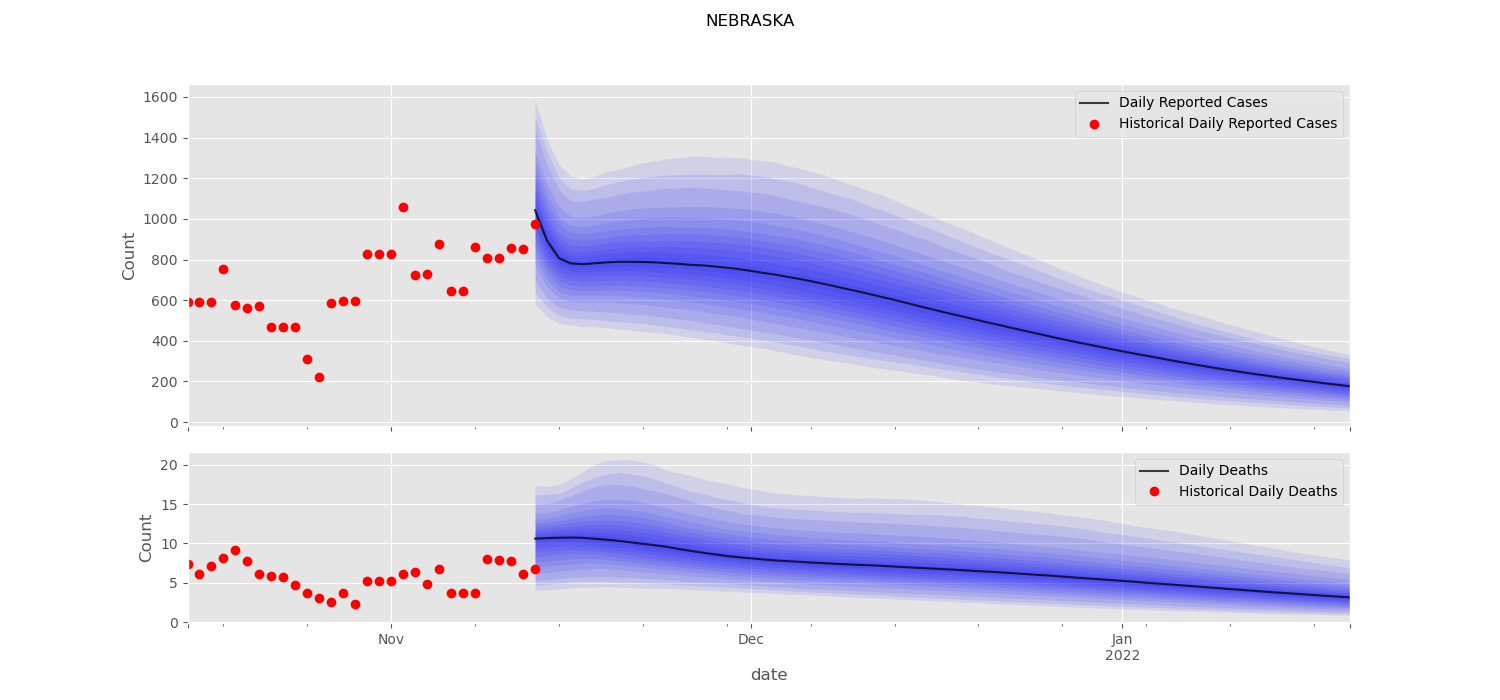 NEBRASKA
1600
1400
1200
1000
800
600
400
200
0
Count
Daily Reported Cases
Historical Daily Reported Cases
20
15
10
5
0
Count
Daily Deaths
Historical Daily Deaths
Nov
Dec
Jan
2022
date